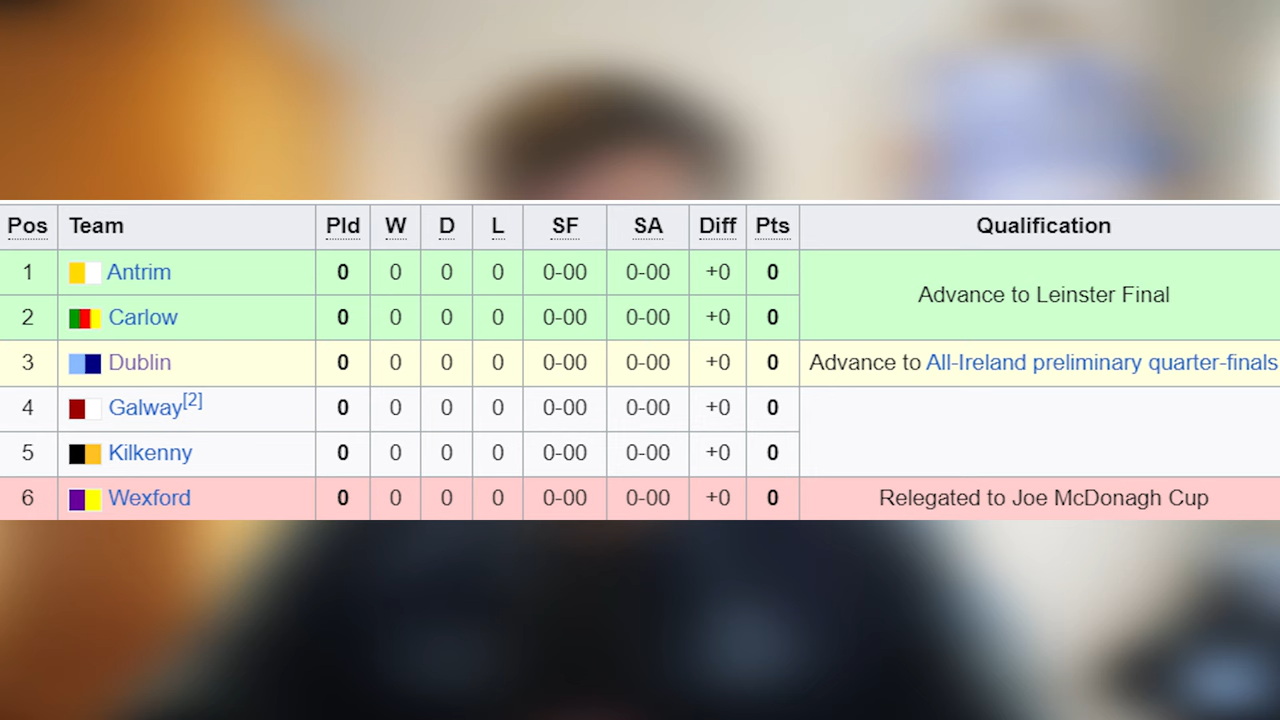 Pos Team Pld W D L SF SA Diff Pts Qualification
1 Antrim 0 0 0 0 0-00 0-00 +0 0 Advance to Leinster Final
2 Carlow 0 0 0 0 0-00 0-00 +0 0
3 Dublin 0 0 0 0 0-00 0-00 +0 0 Advance to All-Ireland preliminary quarter-finals
4 Galway[2] 0 0 0 0 0-00 0-00 +0 0
5 Kilkenny 0 0 0 0 0-00 0-00 +0 0
6 Wexford 0 0 0 0 0-00 0-00 +0 0 Relegated to Joe McDonagh Cup